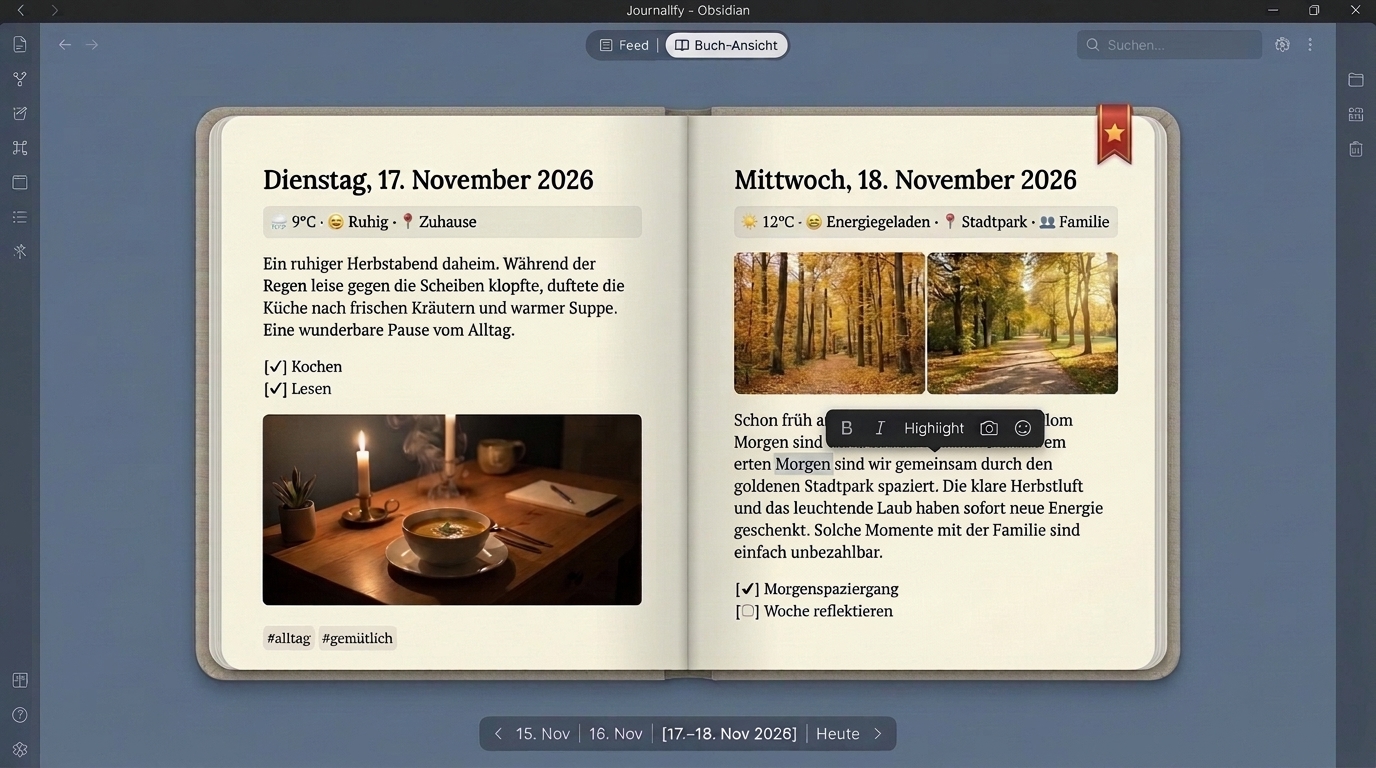 Journallfy - Obsidian
Feed
Buch-Ansicht
Suchen...
Dienstag, 17. November 2026
9°C · Ruhig · Zuhause
Ein ruhiger Herbstabend daheim. Während der
Regen leise gegen die Scheiben klopfte, duftete die
Küche nach frischen Kräutern und warmer Suppe.
Eine wunderbare Pause vom Alltag.
[✓] Kochen
[✓] Lesen
#alltag #gemütlich
Mittwoch, 18. November 2026
12°C - Energiegeladen · Stadtpark · Familie
Schon früh
B I Highlight
Morgen sind
erten Morgen sind wir gemeinsam durch den
goldenen Stadtpark spaziert. Die klare Herbstluft
und das leuchtende Laub haben sofort neue Energie
geschenkt. Solche Momente mit der Familie sind
einfach unbezahlbar.
[✓] Morgenspaziergang
[▢] Woche reflektieren
15. Nov | 16. Nov | [17.–18. Nov 2026] | Heute